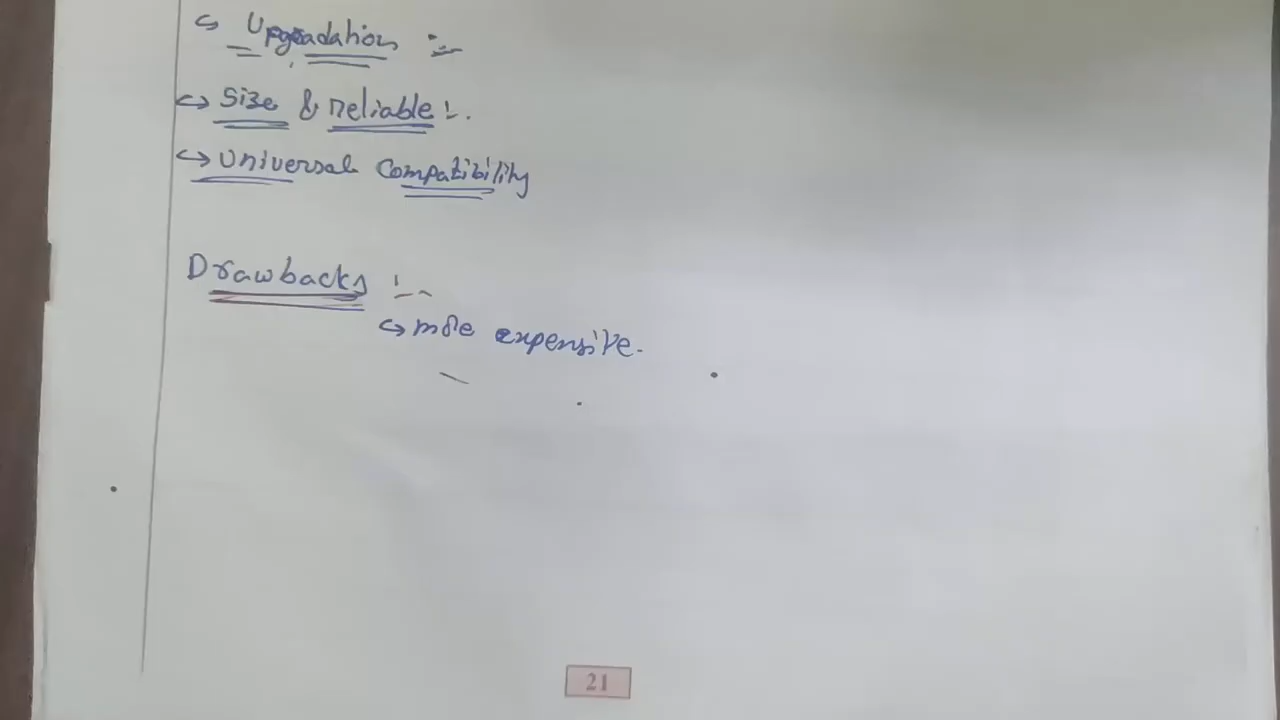 ↪ Upgradation :-
↪ Size & reliable :.
↪ Universal Compatibility
Drawbacks :-
↪ more expensive.
21